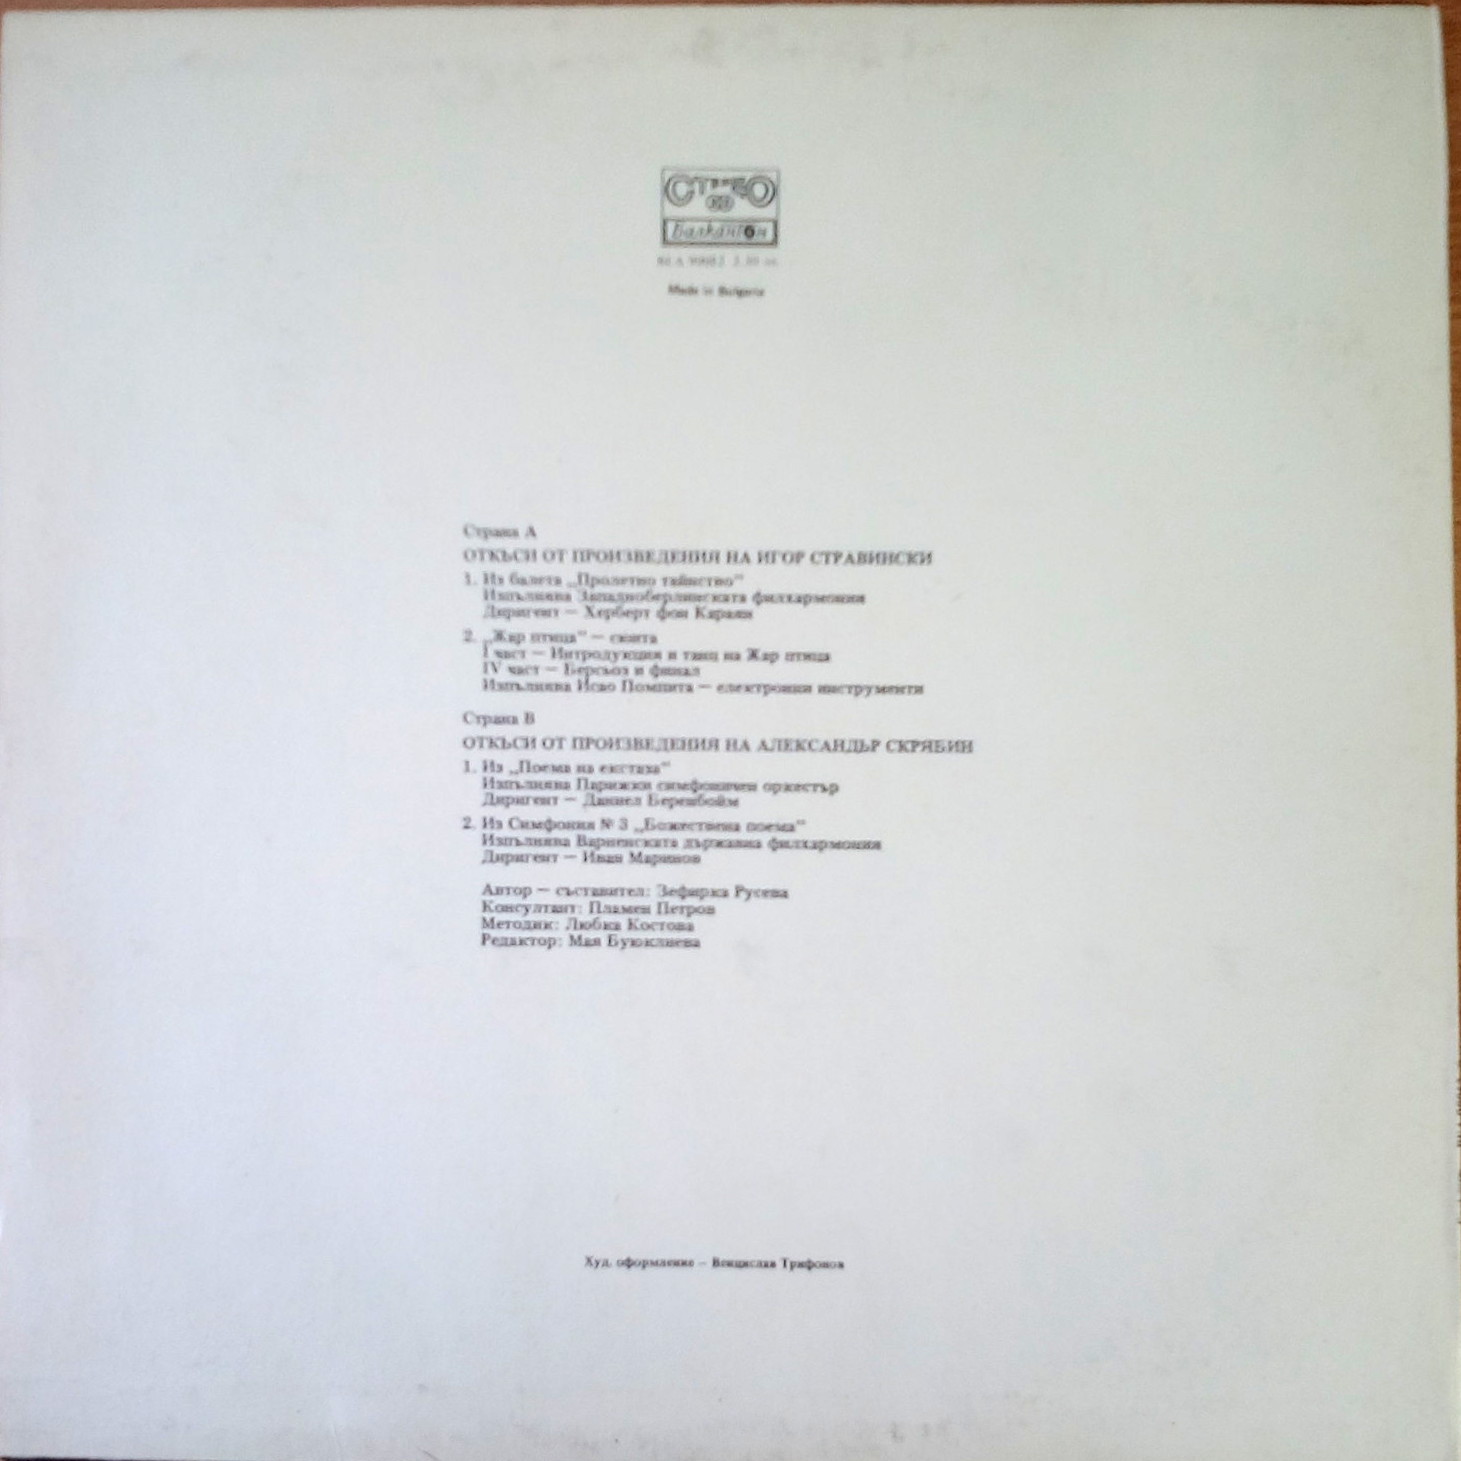 СТЕРЕО
Балкантон
Made in Bulgaria
Страна А
ОТКЪСИ ОТ ПРОИЗВЕДЕНИЯ НА ИГОР СТРАВИНСКИ
1. Из балета „Пролетно тайнство"
Изпълнява Западноберлинската филхармония
Диригент — Херберт фон Караян
2. „Жар птица" — сюита
I част — Интродукция и танц на Жар птица
IV част — Берсьоз и финал
Изпълнява Исао Помпита — електронни инструменти
Страна В
ОТКЪСИ ОТ ПРОИЗВЕДЕНИЯ НА АЛЕКСАНДЪР СКРЯБИН
1. Из „Поема на екстаза"
Изпълнява Парижки симфоничен оркестър
Диригент — Даниел Беренбойм
2. Из Симфония № 3 „Божествена поема"
Изпълнява Варненската държавна филхармония
Диригент — Иван Маринов
Автор — съставител: Зефирка Русева
Консултант: Пламен Петров
Методик: Любка Костова
Редактор: Мая Буюклиева
Худ. оформление — Венцислав Трифонов